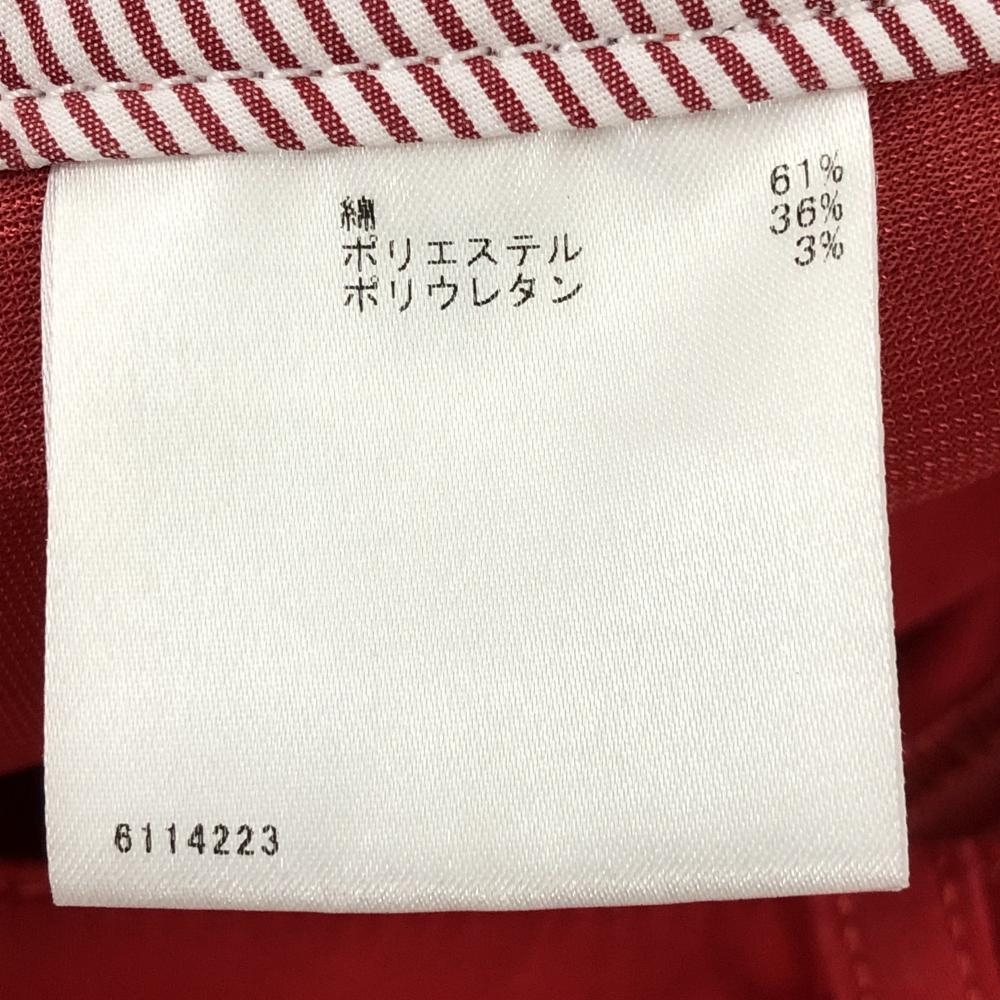 綿 61%
ポリエステル 36%
ポリウレタン 3%
6114223